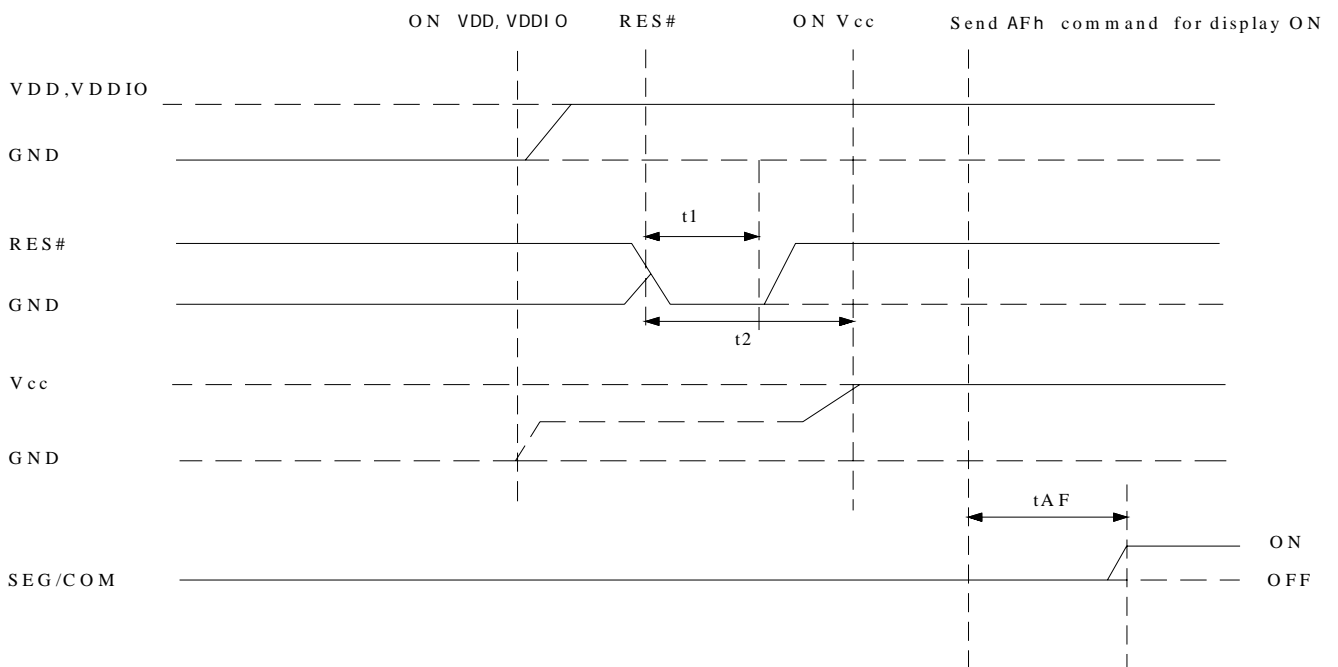 ON VDD, VDDIO RES# ON Vcc Send AFh command for display ON
VDD,VDDIO
GND
t1
RES#
GND
t2
Vcc
GND
tAF
ON
SEG/COM
OFF